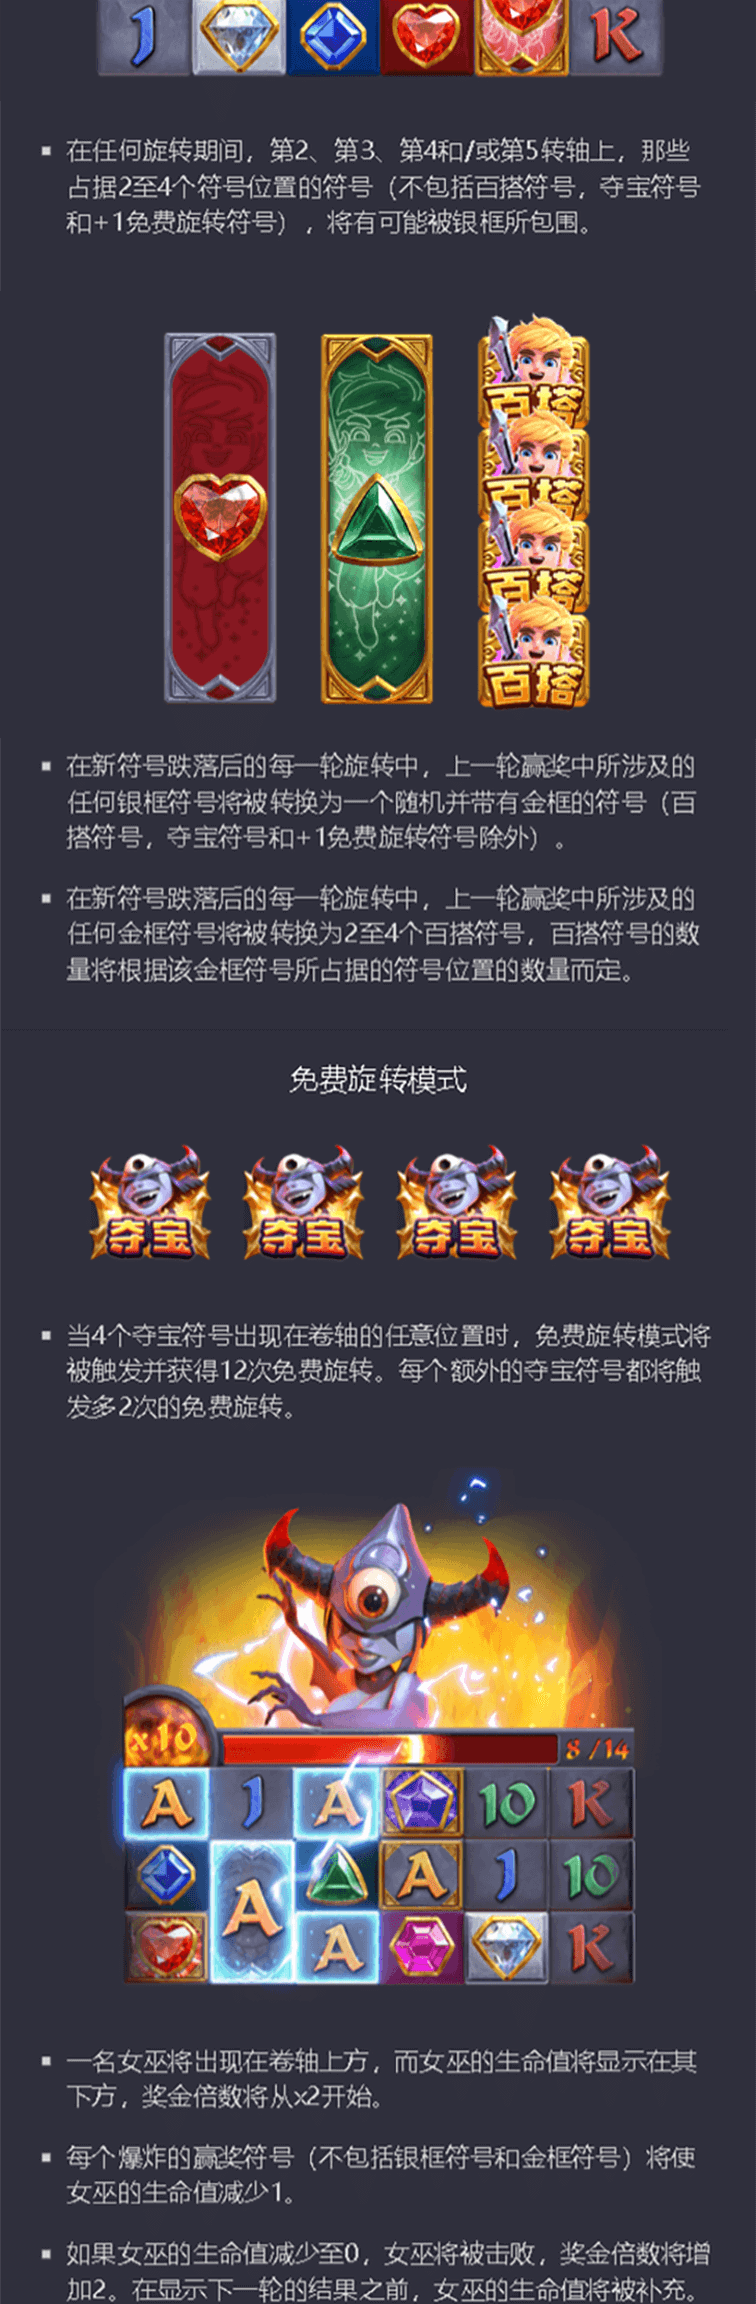 J K
▪ 在任何旋转期间，第2、第3、第4和/或第5转轴上，那些
占据2至4个符号位置的符号（不包括百搭符号，夺宝符号
和+1免费旋转符号），将有可能被银框所包围。
百搭
百搭
百搭
百搭
▪ 在新符号跌落后的每一轮旋转中，上一轮赢奖中所涉及的
任何银框符号将被转换为一个随机并带有金框的符号（百
搭符号，夺宝符号和+1免费旋转符号除外）。
▪ 在新符号跌落后的每一轮旋转中，上一轮赢奖中所涉及的
任何金框符号将被转换为2至4个百搭符号，百搭符号的数
量将根据该金框符号所占据的符号位置的数量而定。
免费旋转模式
夺宝 夺宝 夺宝 夺宝
▪ 当4个夺宝符号出现在卷轴的任意位置时，免费旋转模式将
被触发并获得12次免费旋转。每个额外的夺宝符号都将触
发多2次的免费旋转。
x10 8/14
A J A 10 K
A A J 10
A K
▪ 一名女巫将出现在卷轴上方，而女巫的生命值将显示在其
下方，奖金倍数将从x2开始。
▪ 每个爆炸的赢奖符号（不包括银框符号和金框符号）将使
女巫的生命值减少1。
▪ 如果女巫的生命值减少至0，女巫将被击败，奖金倍数将增
加2。在显示下一轮的结果之前，女巫的生命值将被补充。